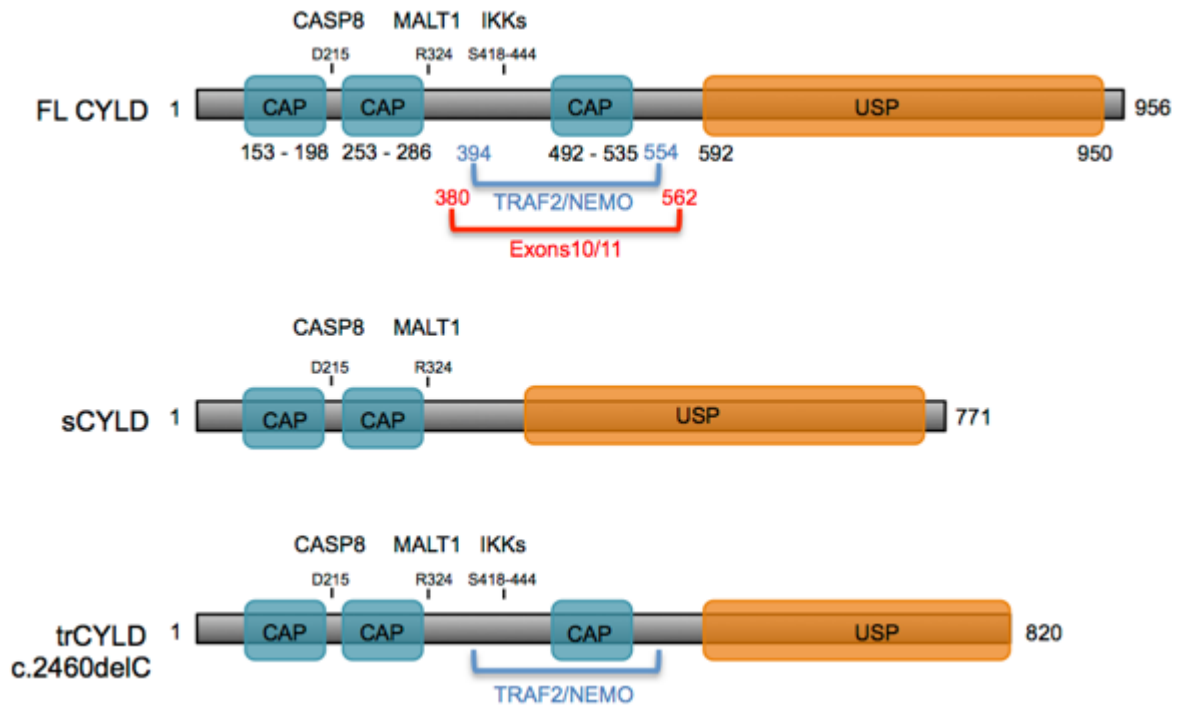 CASP8 MALT1 IKKs
D215 R324 S418-444
FL CYLD 1 CAP CAP CAP USP 956
153 - 198 253 - 286 394 492 - 535 554 592 950
380 TRAF2/NEMO 562
Exons10/11
CASP8 MALT1
D215 R324
sCYLD 1 CAP CAP USP 771
CASP8 MALT1 IKKs
D215 R324 S418-444
trCYLD 1 CAP CAP CAP USP 820
c.2460delC
TRAF2/NEMO